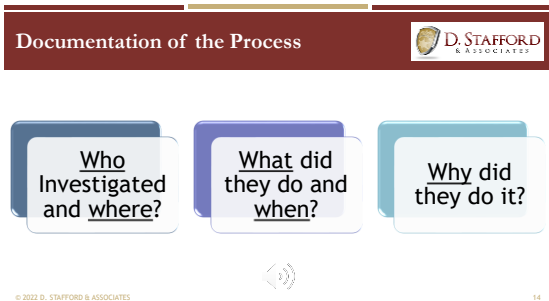 Documentation of the Process
D. STAFFORD
& ASSOCIATES
Who
Investigated
and where?
What did
they do and
when?
Why did
they do it?
© 2022 D. STAFFORD & ASSOCIATES
14